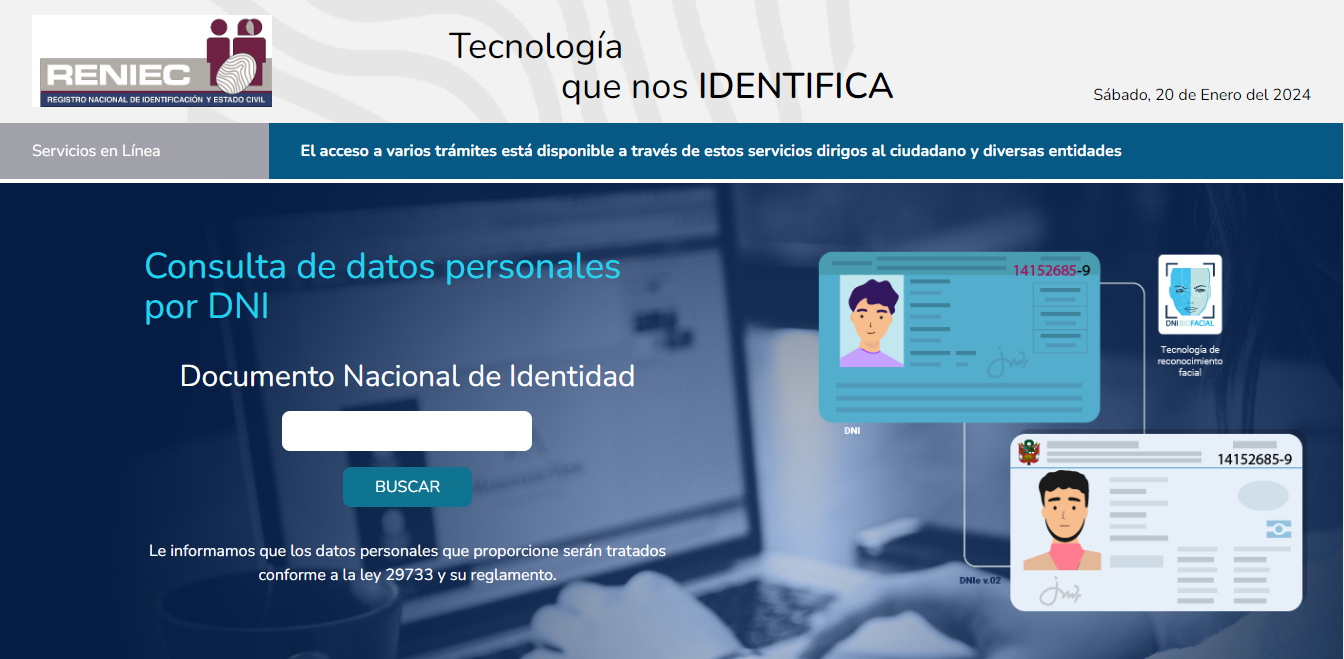 RENIEC
REGISTRO NACIONAL DE IDENTIFICACIÓN Y ESTADO CIVIL
Tecnología
que nos IDENTIFICA
Sábado, 20 de Enero del 2024
Servicios en Línea
El acceso a varios trámites está disponible a través de estos servicios dirigos al ciudadano y diversas entidades
Consulta de datos personales
por DNI
Documento Nacional de Identidad
BUSCAR
Le informamos que los datos personales que proporcione serán tratados
conforme a la ley 29733 y su reglamento.
14152685-9
DNI
DNI BIOFACIAL
Tecnología de
reconocimiento
facial
14152685-9
DNIe v.02